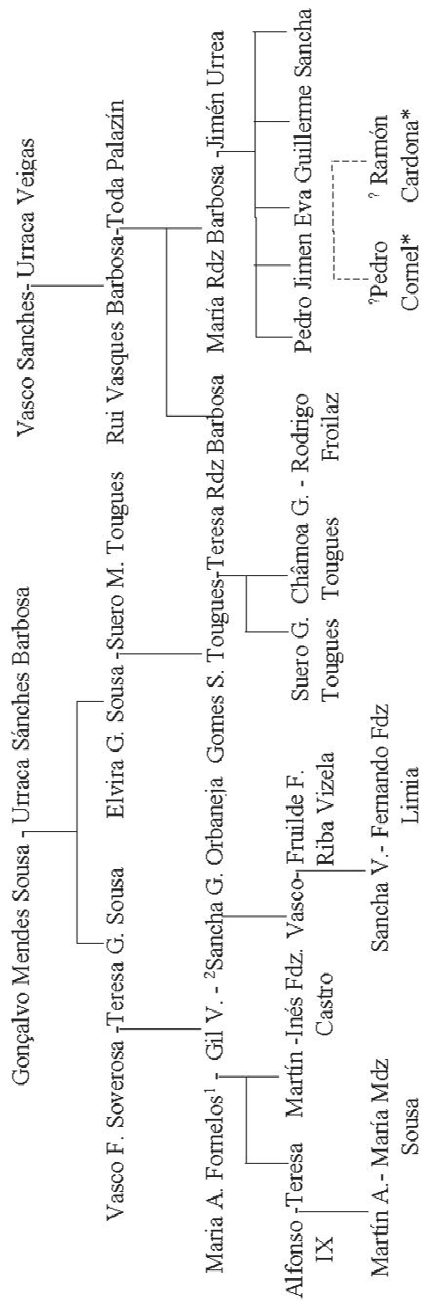 Gonçalvo Mendes Sousa - Urraca Sánches Barbosa
Vasco Sanches- Urraca Veigas
Vasco F. Soverosa -Teresa G. Sousa
Elvira G. Sousa -Suero M. Tougues
Rui Vasques Barbosa-Toda Palazín
Maria A. Fornelos¹ - Gil V. - ²Sancha G. Orbaneja
Gomes S. Tougues-Teresa Rdz Barbosa
María Rdz Barbosa -Jimén Urrea
Alfonso -Teresa
IX
Martín -Inés Fdz.
Castro
Vasco- Fruilde F.
Riba Vizela
Suero G.
Tougues
Châmoa G. - Rodrigo
Tougues
Froilaz
Pedro Jimen Eva Guillerme Sancha
Martín A.- María Mdz
Sousa
Sancha V.- Fernando Fdz
Limia
?Pedro
Cornel*
? Ramón
Cardona*